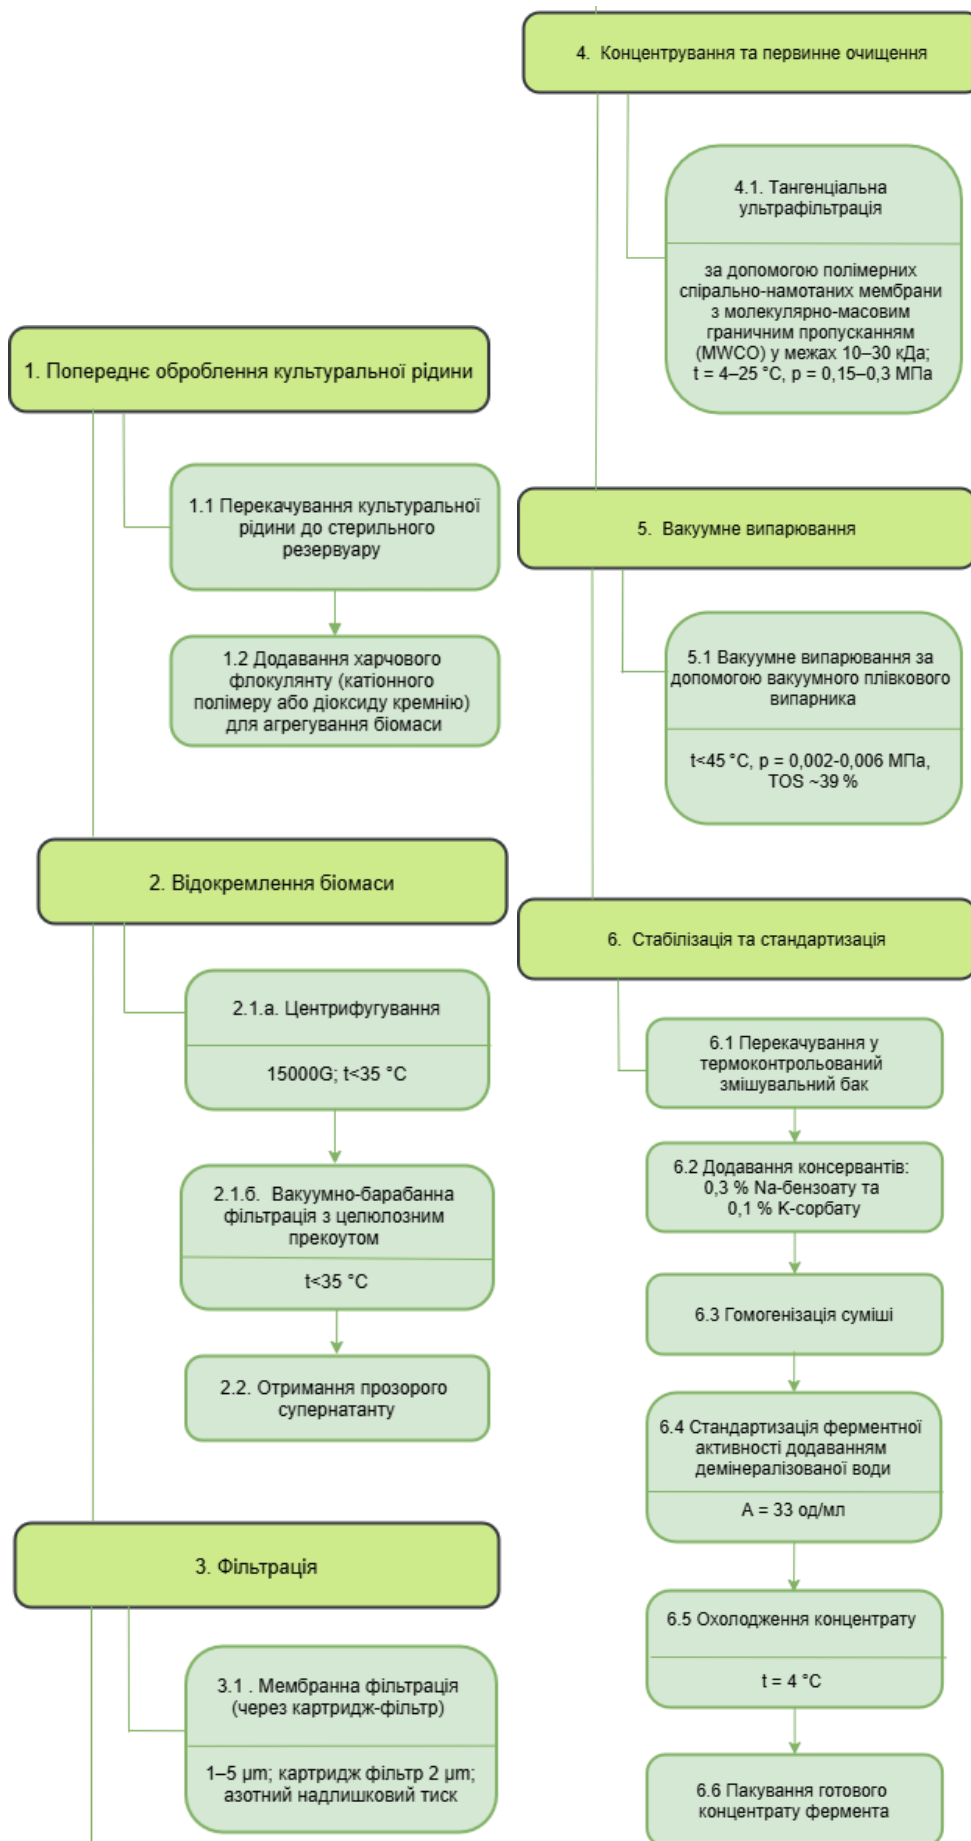 1. Попереднє оброблення культуральної рідини
1.1 Перекачування культуральної
рідини до стерильного
резервуару
1.2 Додавання харчового
флокулянту (катіонного
полімеру або діоксиду кремнію)
для агрегування біомаси
2. Відокремлення біомаси
2.1.а. Центрифугування
15000G; t<35 °C
2.1.б. Вакуумно-барабанна
фільтрація з целюлозним
прекоутом
t<35 °C
2.2. Отримання прозорого
супернатанту
3. Фільтрація
3.1 . Мембранна фільтрація
(через картридж-фільтр)
1–5 μm; картридж фільтр 2 μm;
азотний надлишковий тиск
4. Концентрування та первинне очищення
4.1. Тангенціальна
ультрафільтрація
за допомогою полімерних
спірально-намотаних мембрани
з молекулярно-масовим
граничним пропусканням
(MWCO) у межах 10–30 кДа;
t = 4–25 °C, p = 0,15–0,3 МПа
5. Вакуумне випарювання
5.1 Вакуумне випарювання за
допомогою вакуумного плівкового
випарника
t<45 °C, p = 0,002-0,006 МПа,
TOS ~39 %
6. Стабілізація та стандартизація
6.1 Перекачування у
термоконтрольований
змішувальний бак
6.2 Додавання консервантів:
0,3 % Na-бензоату та
0,1 % K-сорбату
6.3 Гомогенізація суміші
6.4 Стандартизація ферментної
активності додаванням
демінералізованої води
А = 33 од/мл
6.5 Охолодження концентрату
t = 4 °C
6.6 Пакування готового
концентрату фермента